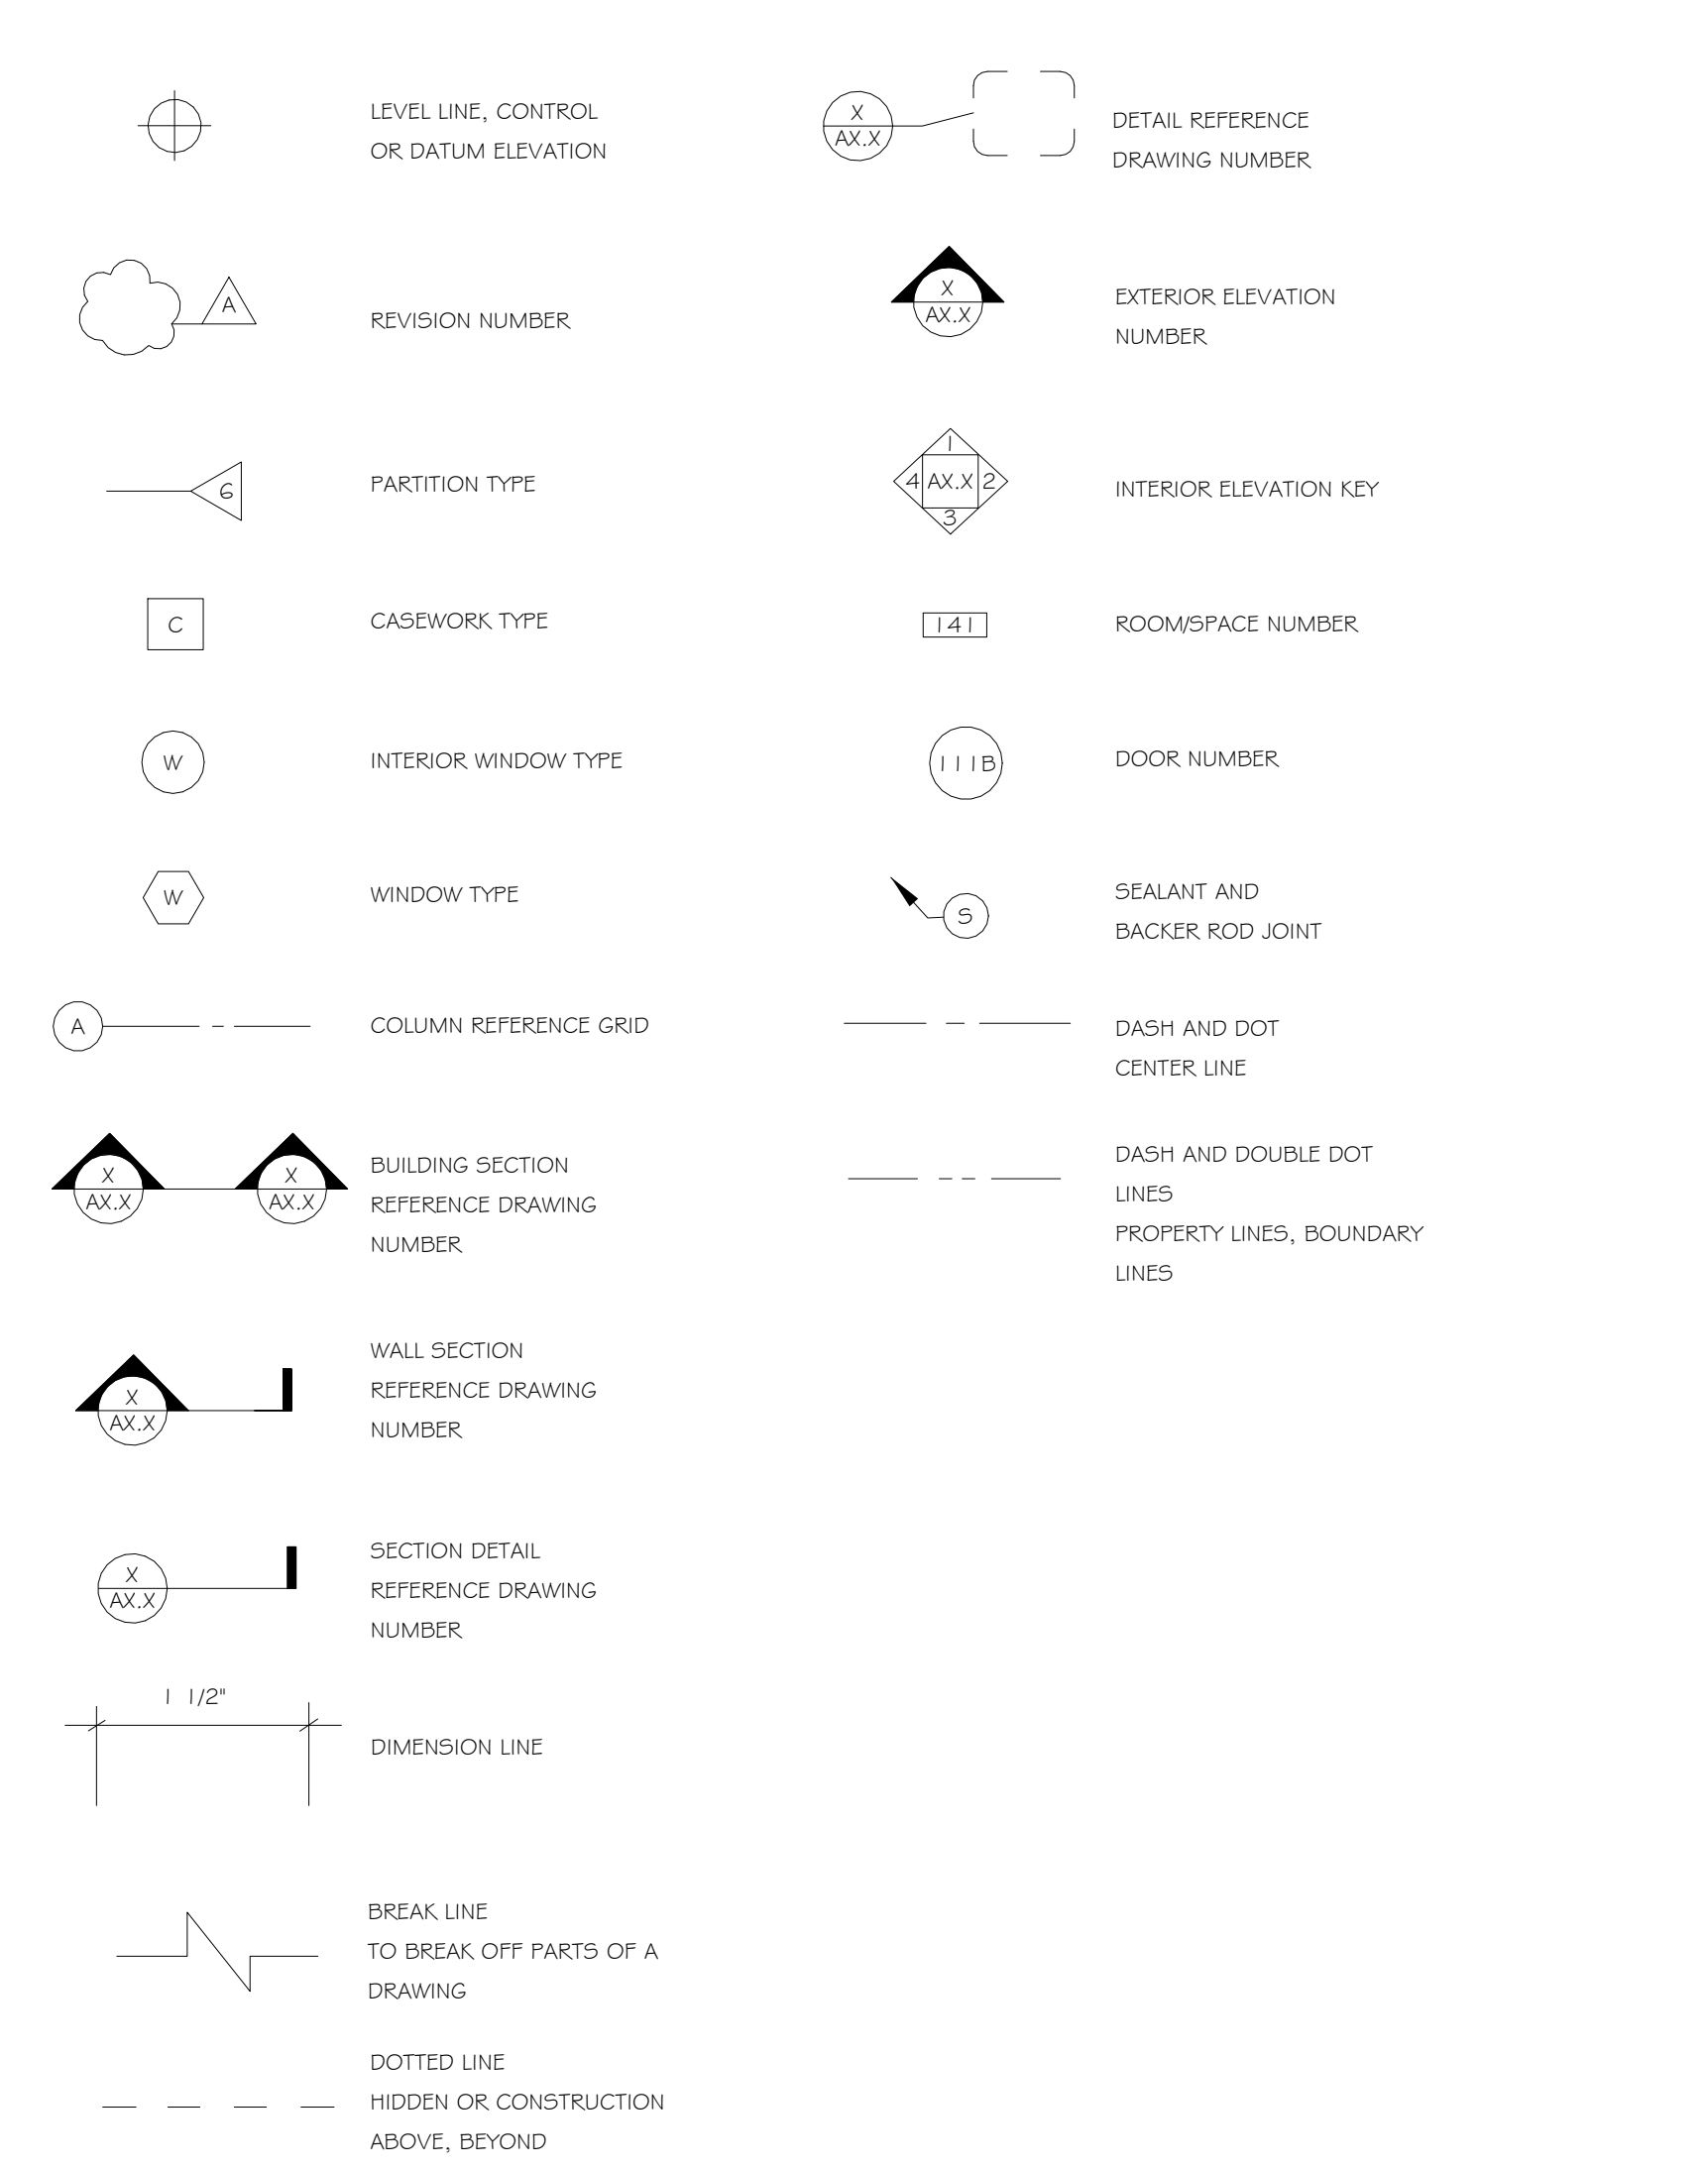 LEVEL LINE, CONTROL
OR DATUM ELEVATION
A
REVISION NUMBER
6
PARTITION TYPE
C
CASEWORK TYPE
W
INTERIOR WINDOW TYPE
W
WINDOW TYPE
A
COLUMN REFERENCE GRID
X
AX.X
X
AX.X
BUILDING SECTION
REFERENCE DRAWING
NUMBER
X
AX.X
WALL SECTION
REFERENCE DRAWING
NUMBER
X
AX.X
SECTION DETAIL
REFERENCE DRAWING
NUMBER
1 1/2"
DIMENSION LINE
BREAK LINE
TO BREAK OFF PARTS OF A
DRAWING
DOTTED LINE
HIDDEN OR CONSTRUCTION
ABOVE, BEYOND
X
AX.X
DETAIL REFERENCE
DRAWING NUMBER
X
AX.X
EXTERIOR ELEVATION
NUMBER
1
4 AX.X 2
3
INTERIOR ELEVATION KEY
141
ROOM/SPACE NUMBER
111B
DOOR NUMBER
S
SEALANT AND
BACKER ROD JOINT
DASH AND DOT
CENTER LINE
DASH AND DOUBLE DOT
LINES
PROPERTY LINES, BOUNDARY
LINES